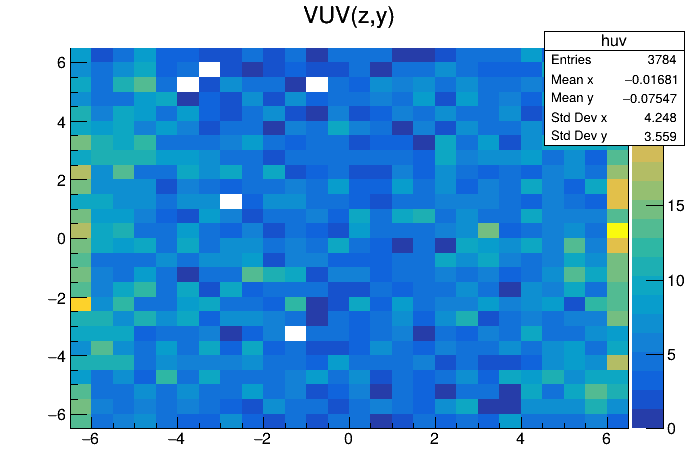 VUV(z,y)
huv
Entries 3784
Mean x −0.01681
Mean y −0.07547
Std Dev x 4.248
Std Dev y 3.559
6
4
2
0
−2
−4
−6
−6 −4 −2 0 2 4 6
15
10
5
0